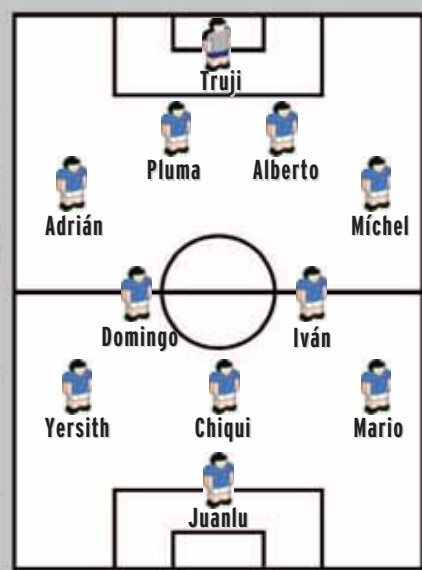 Truji
Pluma Alberto
Adrián Míchel
Domingo Iván
Yersith Chiqui Mario
Juanlu